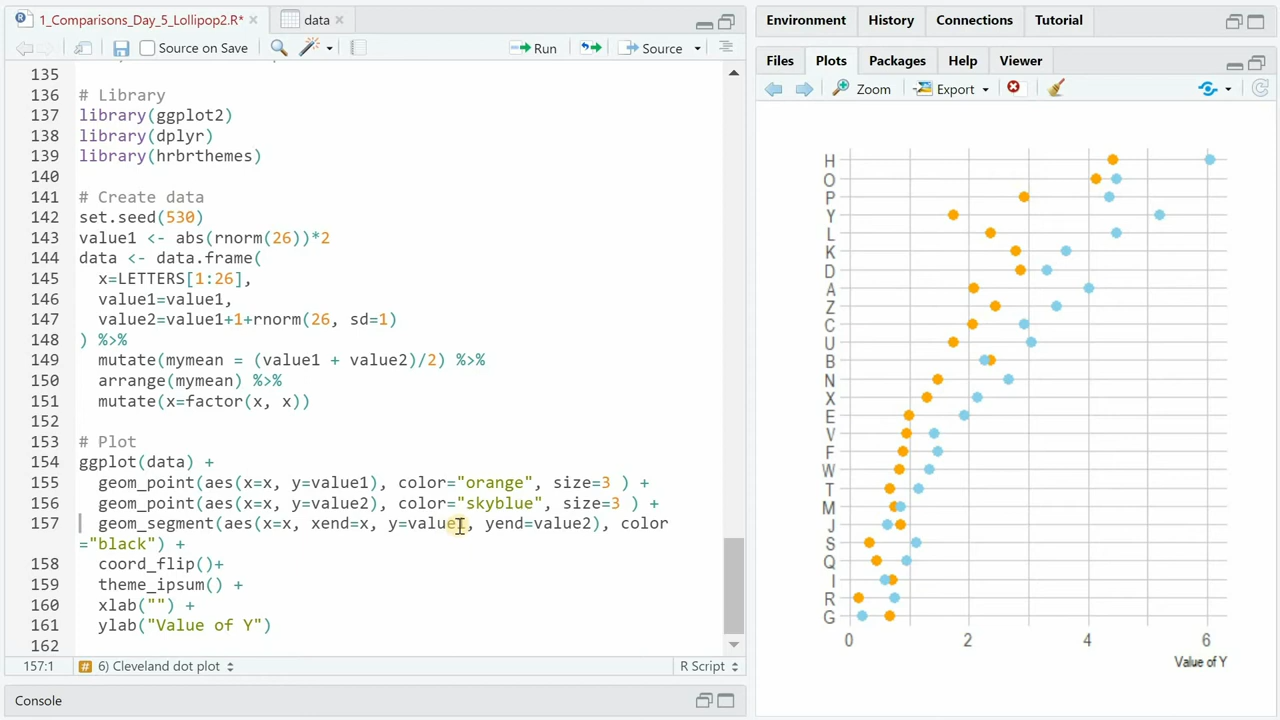 1_Comparisons_Day_5_Lollipop2.R* data
Source on Save Run Source
135
136 # Library
137 library(ggplot2)
138 library(dplyr)
139 library(hrbrthemes)
140
141 # Create data
142 set.seed(530)
143 value1 <- abs(rnorm(26))*2
144 data <- data.frame(
145 x=LETTERS[1:26],
146 value1=value1,
147 value2=value1+1+rnorm(26, sd=1)
148 ) %>%
149 mutate(mymean = (value1 + value2)/2) %>%
150 arrange(mymean) %>%
151 mutate(x=factor(x, x))
152
153 # Plot
154 ggplot(data) +
155 geom_point(aes(x=x, y=value1), color="orange", size=3 ) +
156 geom_point(aes(x=x, y=value2), color="skyblue", size=3 ) +
157 geom_segment(aes(x=x, xend=x, y=value1, yend=value2), color
="black") +
158 coord_flip()+
159 theme_ipsum() +
160 xlab("") +
161 ylab("Value of Y")
162
157:1 # 6) Cleveland dot plot R Script
Console
Environment History Connections Tutorial
Files Plots Packages Help Viewer
Zoom Export
H
O
P
Y
L
K
D
A
Z
C
U
B
N
X
E
V
F
W
T
M
J
S
Q
I
R
G
0 2 4 6
Value of Y